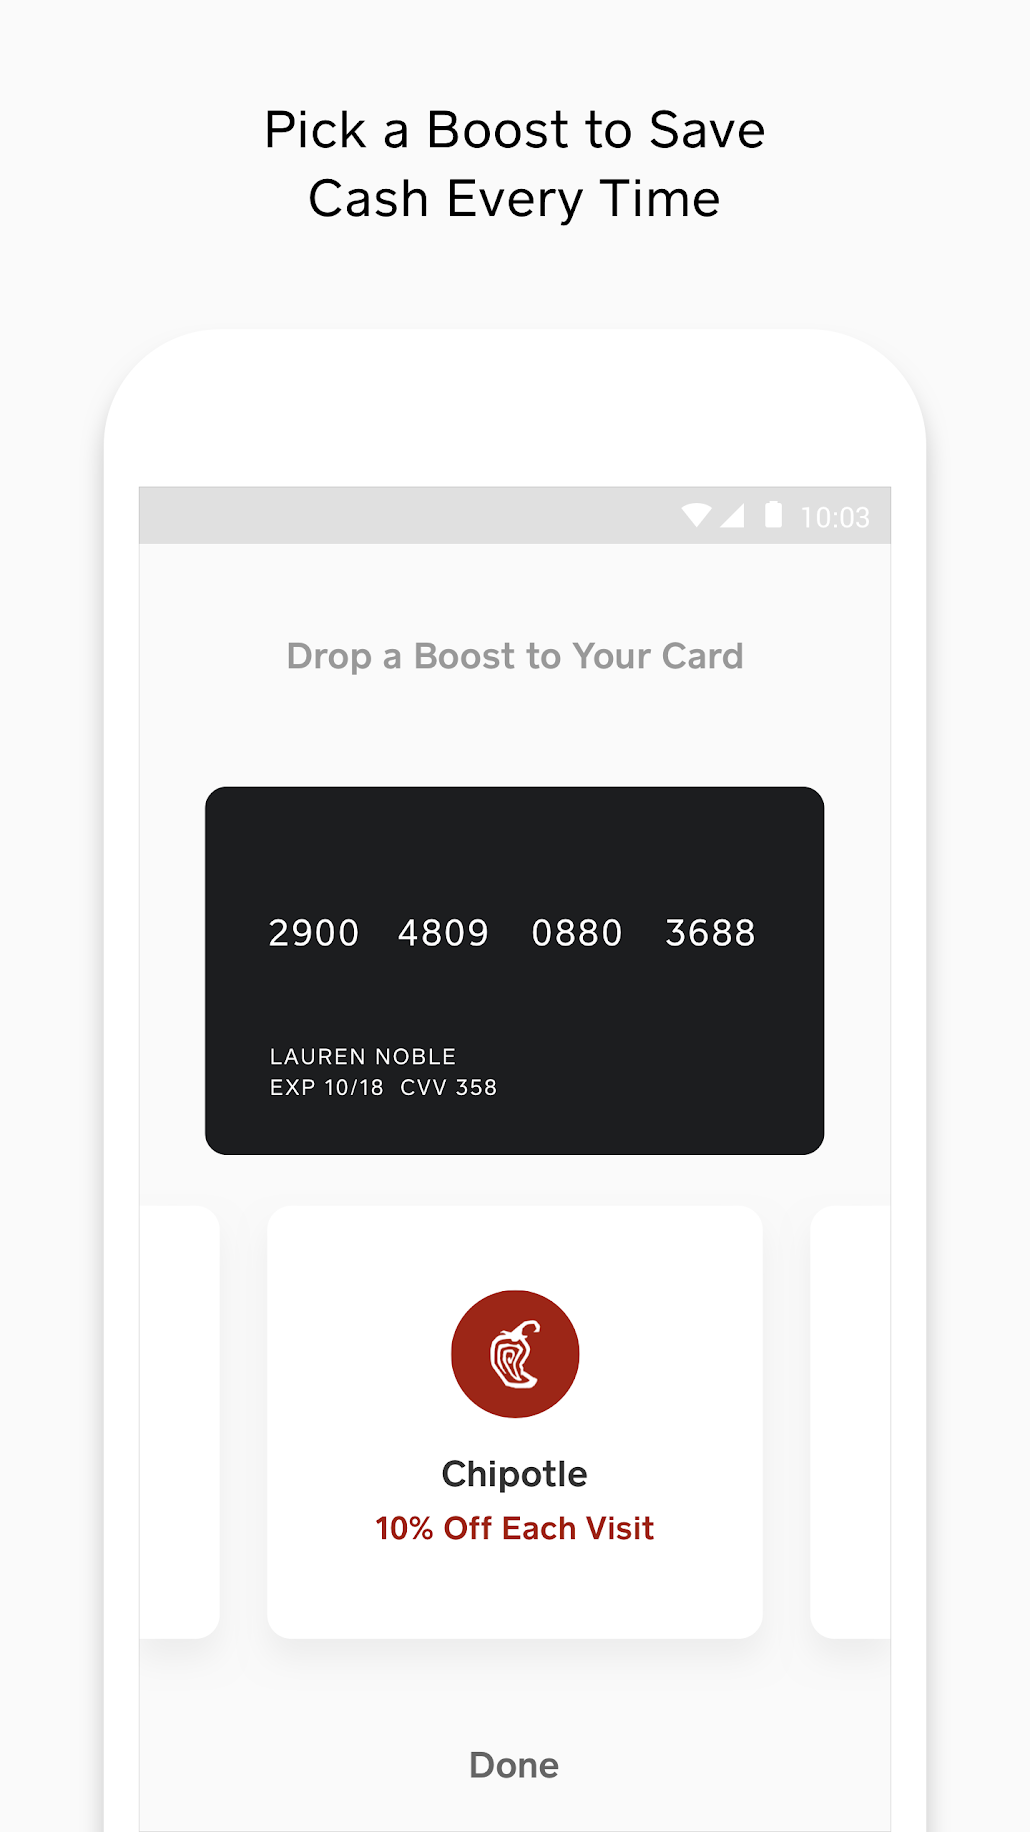 Pick a Boost to Save
Cash Every Time
10:03
Drop a Boost to Your Card
2900 4809 0880 3688
LAUREN NOBLE
EXP 10/18 CVV 358
Chipotle
10% Off Each Visit
Done